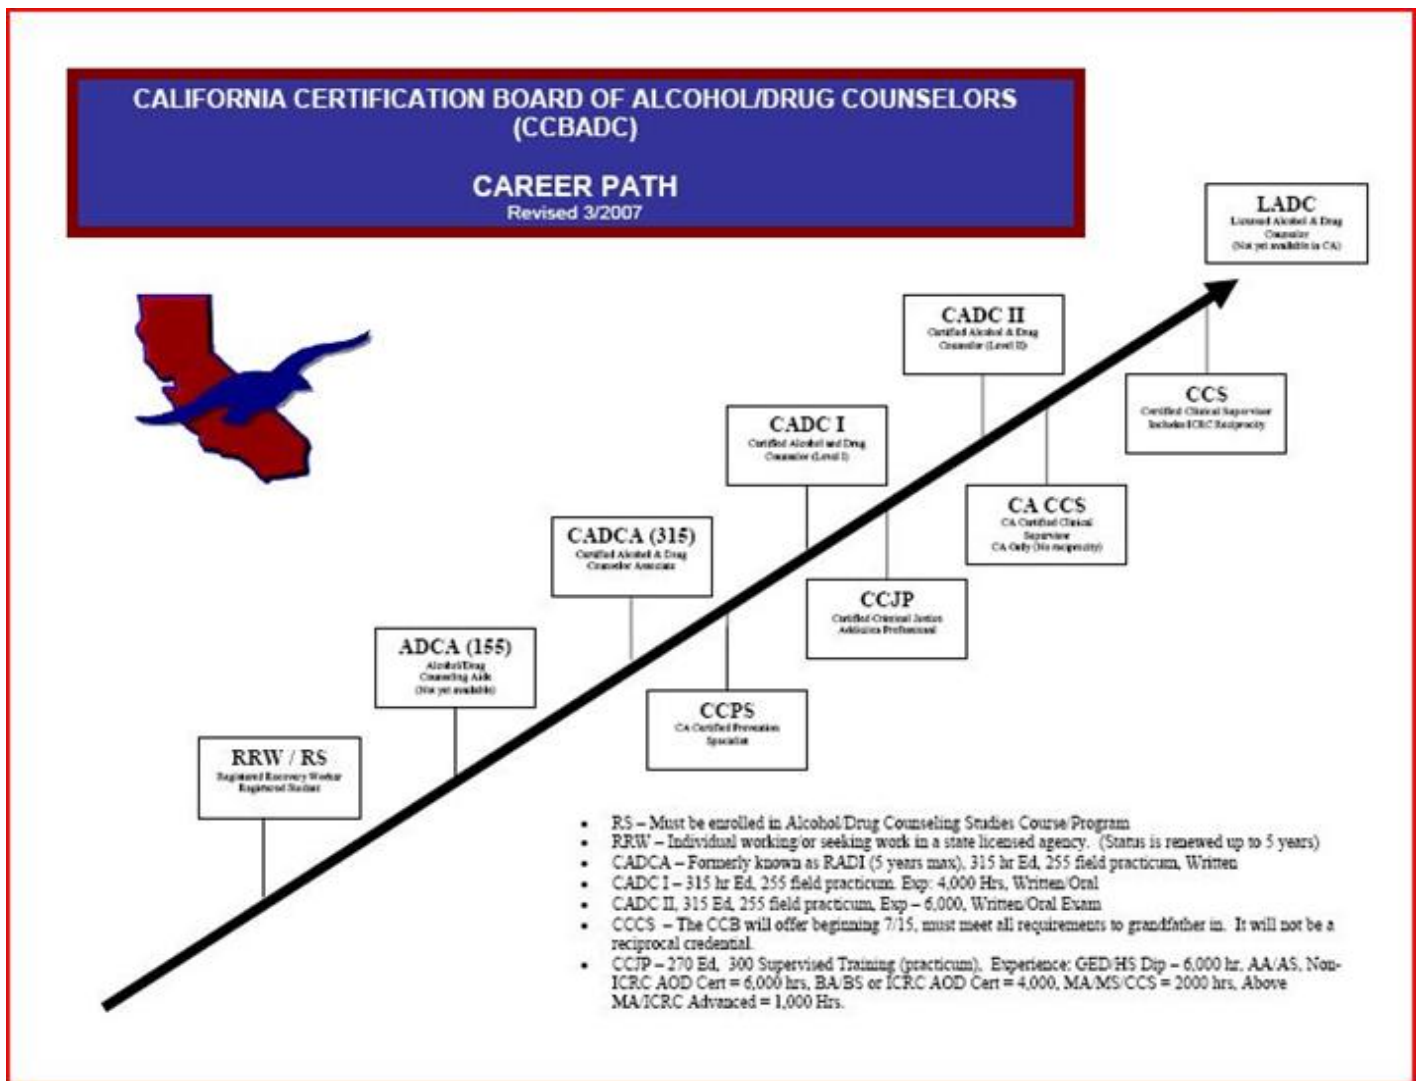 CALIFORNIA CERTIFICATION BOARD OF ALCOHOL/DRUG COUNSELORS
(CCBADC)
CAREER PATH
Revised 3/2007
LADC
Licensed Alcohol & Drug
Counselor
(Not yet available in CA)
CADC II
Certified Alcohol & Drug
Counselor (Level II)
CCS
Certified Clinical Supervisor
Includes ICRC Reciprocity
CADC I
Certified Alcohol and Drug
Counselor (Level I)
CA CCS
CA Certified Clinical
Supervisor
CA Only (No reciprocity)
CADCA (315)
Certified Alcohol & Drug
Counselor Associate
CCJP
Certified Criminal Justice
Addiction Professional
ADCA (155)
Alcohol/Drug
Counseling Aide
(Not yet available)
CCPS
CA Certified Prevention
Specialist
RRW / RS
Registered Recovery Worker
Registered Student
• RS – Must be enrolled in Alcohol/Drug Counseling Studies Course/Program
• RRW – Individual working/or seeking work in a state licensed agency. (Status is renewed up to 5 years)
• CADCA – Formerly known as RADI (5 years max), 315 hr Ed, 255 field practicum, Written
• CADC I – 315 hr Ed, 255 field practicum. Exp: 4,000 Hrs, Written/Oral
• CADC II, 315 Ed, 255 field practicum, Exp – 6,000, Written/Oral Exam
• CCCS – The CCB will offer beginning 7/15, must meet all requirements to grandfather in. It will not be a
reciprocal credential.
• CCJP – 270 Ed, 300 Supervised Training (practicum), Experience: GED/HS Dip – 6,000 hr, AA/AS, Non-
ICRC AOD Cert = 6,000 hrs, BA/BS or ICRC AOD Cert = 4,000, MA/MS/CCS = 2000 hrs, Above
MA/ICRC Advanced = 1,000 Hrs.